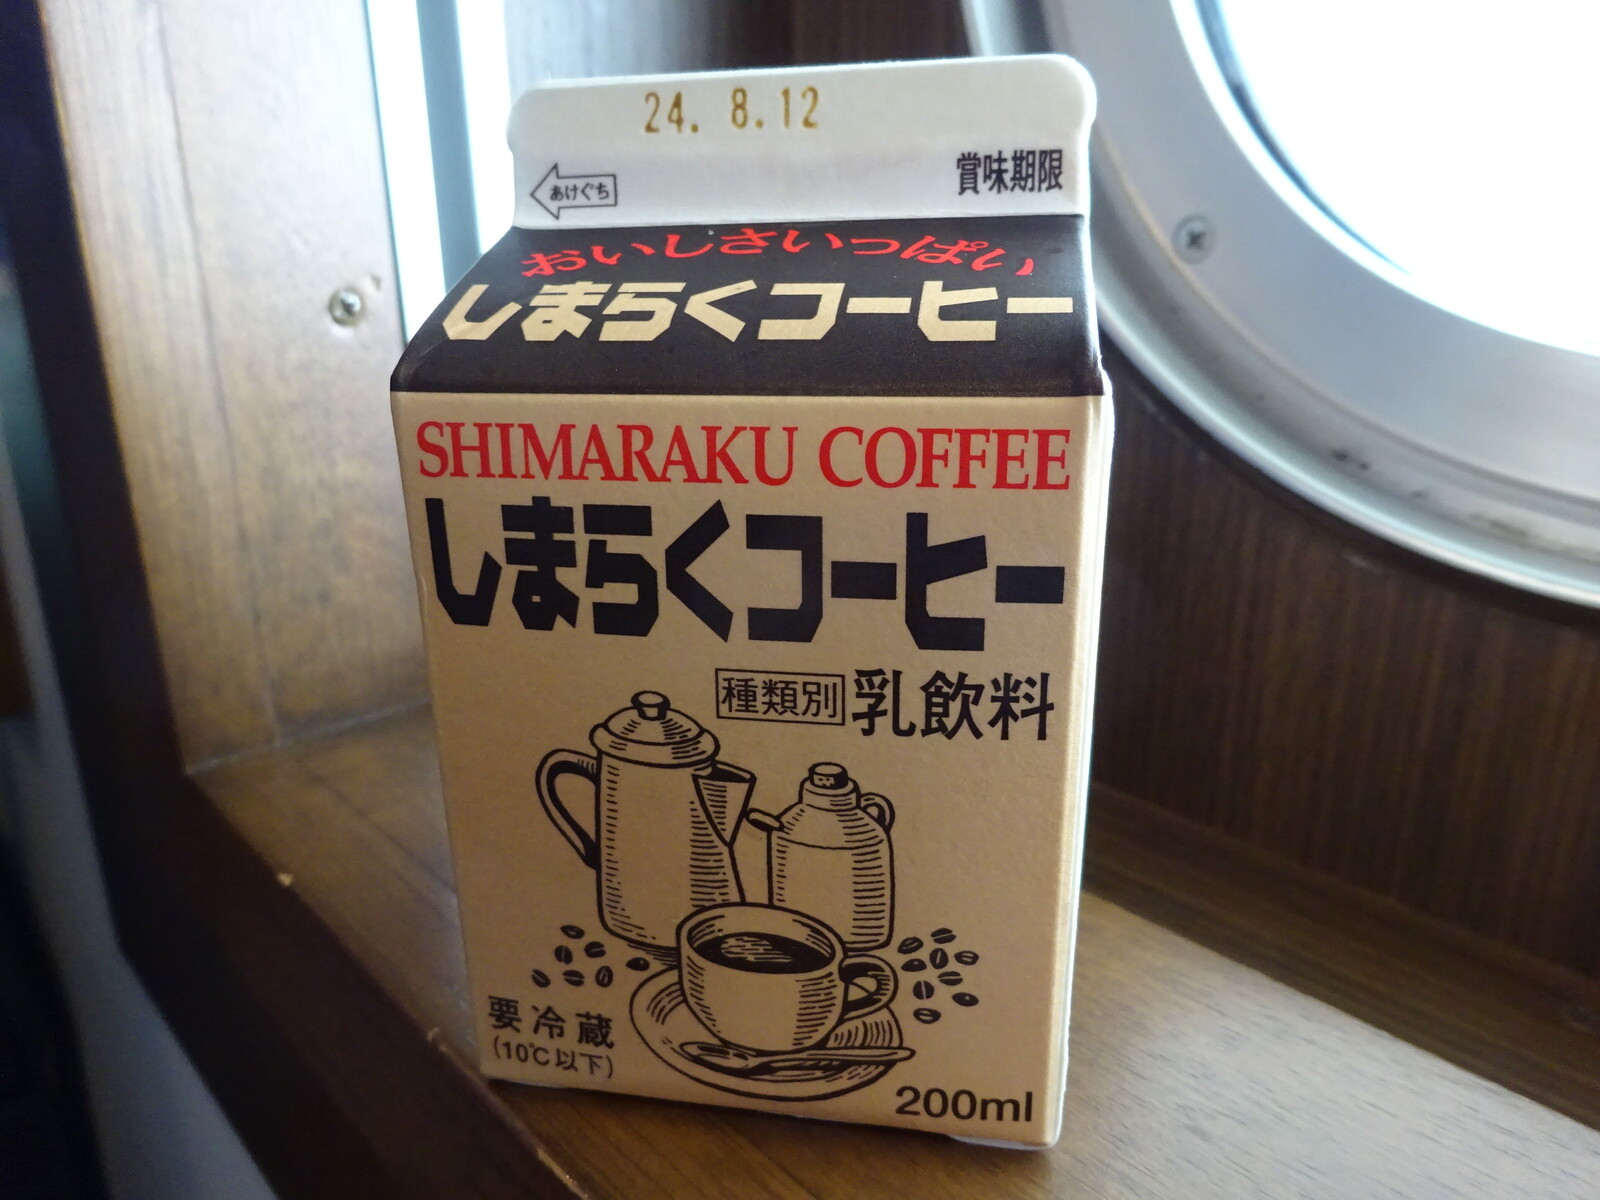 24. 8.12
あけぐち
賞味期限
おいしさいっぱい
しまらくコーヒー
SHIMARAKU COFFEE
しまらくコーヒー
種類別 乳飲料
要冷蔵
(10℃以下)
200ml